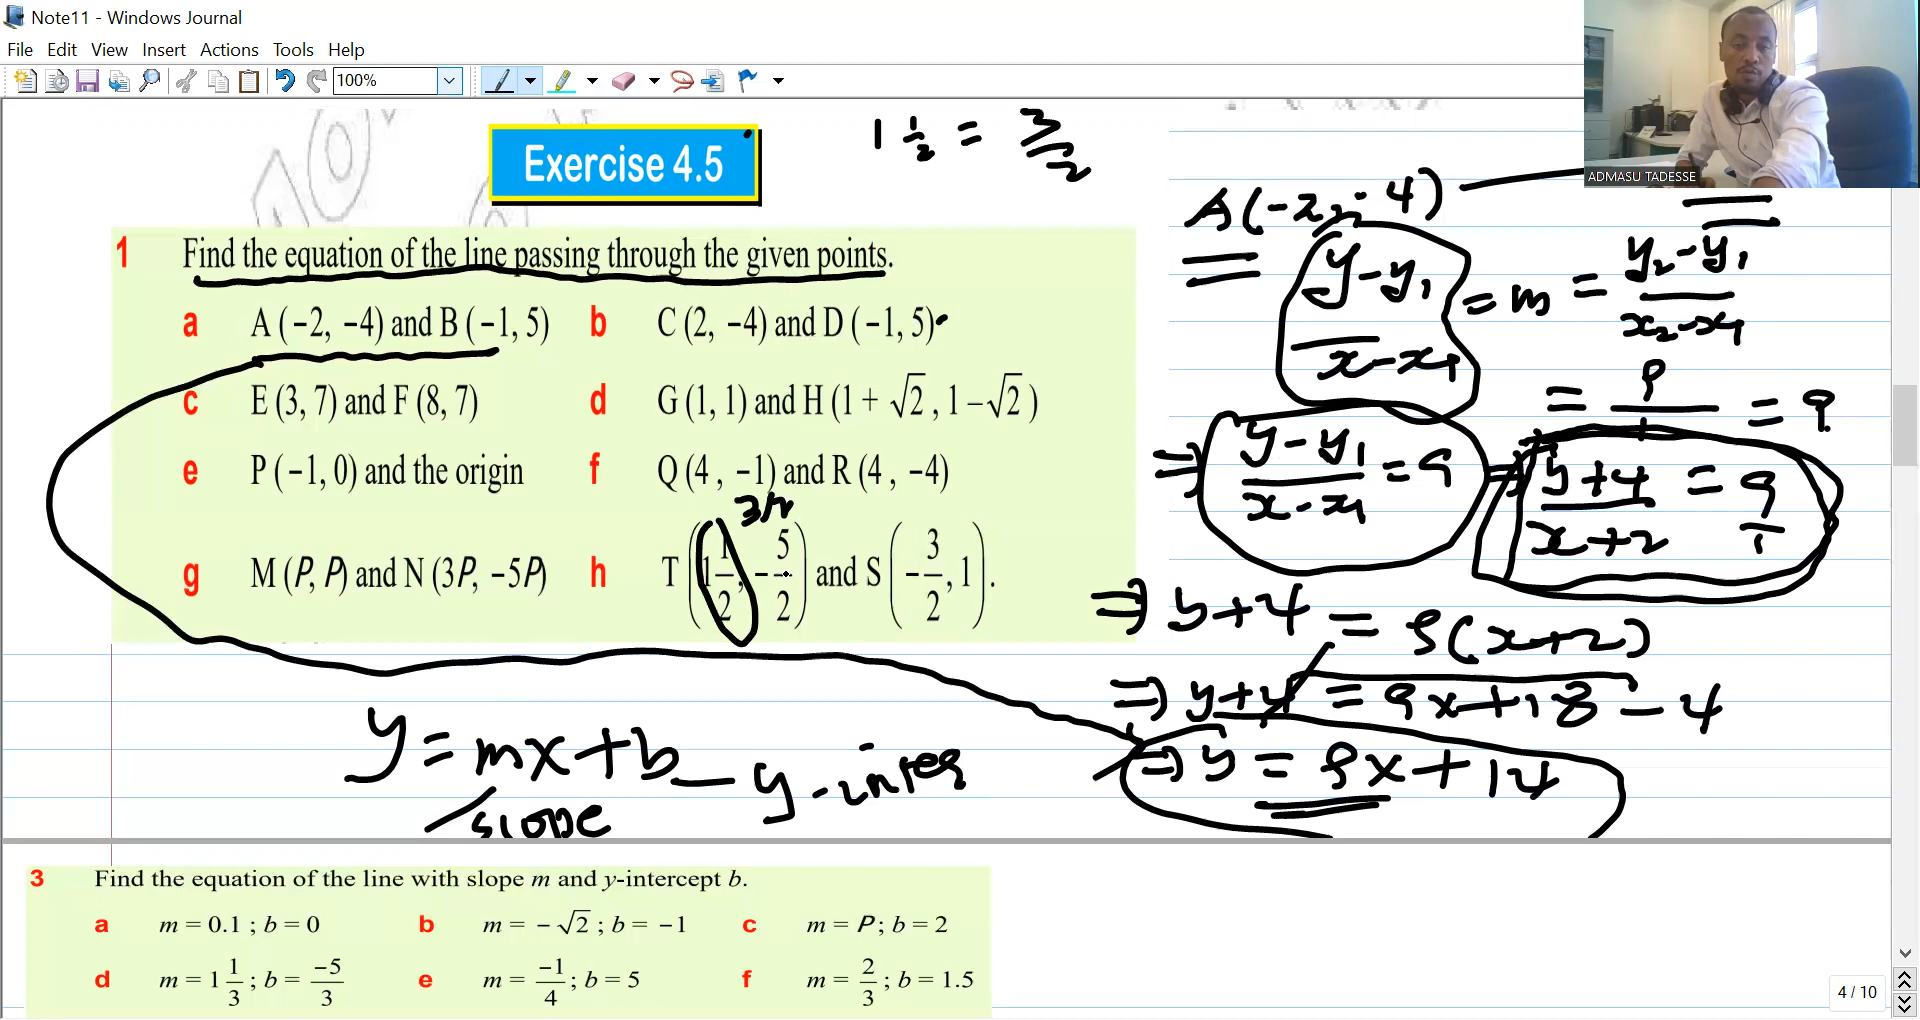 Note11 - Windows Journal
File Edit View Insert Actions Tools Help
100%
ADMASU TADESSE
Exercise 4.5
1 1/2 = 3/2
1 Find the equation of the line passing through the given points.
a A (−2, −4) and B (−1, 5) b C (2, −4) and D (−1, 5)
c E (3, 7) and F (8, 7) d G (1, 1) and H (1 + √2 , 1 − √2 )
e P (−1, 0) and the origin f Q (4 , −1) and R (4 , −4)
3/2
g M (P, P) and N (3P, −5P) h T (1 1/2, −5/2) and S (−3/2, 1).
y = mx + b — y-inter
slope
A(-2, -4)
(y - y1)/(x - x1) = m = (y2 - y1)/(x2 - x1)
= 9/1 = 9
⇒ (y - y1)/(x - x1) = 9 ⇒ (y + 4)/(x + 2) = 9/1
⇒ y + 4 = 9(x + 2)
⇒ y + 4 = 9x + 18 - 4
⇒ y = 9x + 14
3 Find the equation of the line with slope m and y-intercept b.
a m = 0.1 ; b = 0 b m = −√2 ; b = −1 c m = P; b = 2
d m = 1 1/3 ; b = −5/3 e m = −1/4 ; b = 5 f m = 2/3 ; b = 1.5
4 / 10